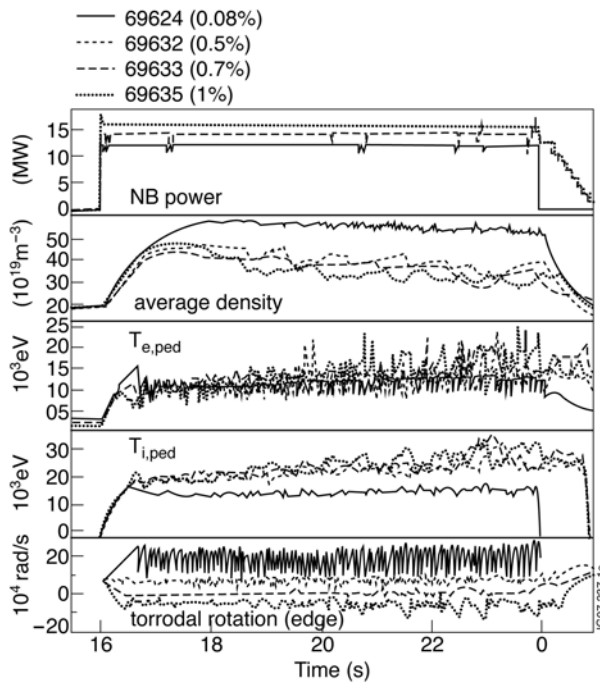 69624 (0.08%)
69632 (0.5%)
69633 (0.7%)
69635 (1%)
(MW)
15
10
5
0
NB power
(10¹⁹m⁻³)
50
40
30
20
average density
10³eV
25
20
15
10
05
Te,ped
10³eV
30
20
10
0
Ti,ped
10⁴ rad/s
20
0
−20
torrodal rotation (edge)
16 18 20 22 0
Time (s)